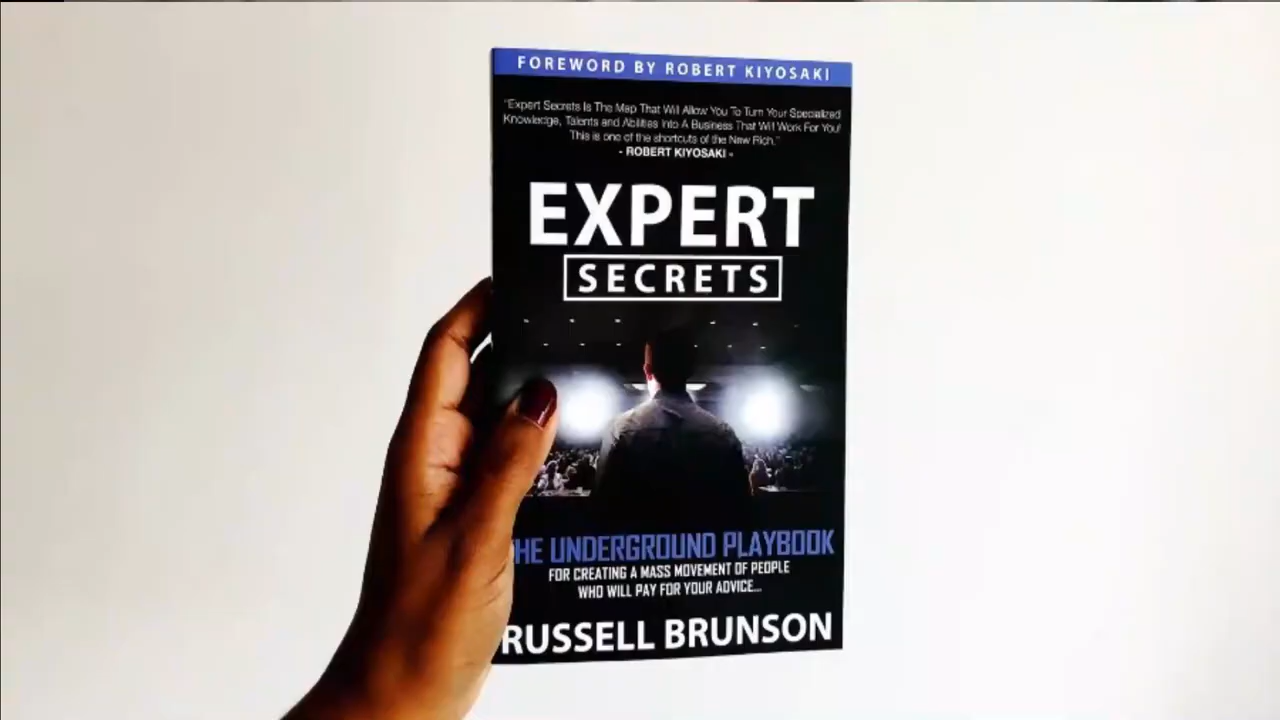 FOREWORD BY ROBERT KIYOSAKI
"Expert Secrets Is The Map That Will Allow You To Turn Your Specialized
Knowledge, Talents and Abilities Into A Business That Will Work For You!
This is one of the shortcuts of the New Rich."
- ROBERT KIYOSAKI -
EXPERT
SECRETS
HE UNDERGROUND PLAYBOOK
FOR CREATING A MASS MOVEMENT OF PEOPLE
WHO WILL PAY FOR YOUR ADVICE...
RUSSELL BRUNSON